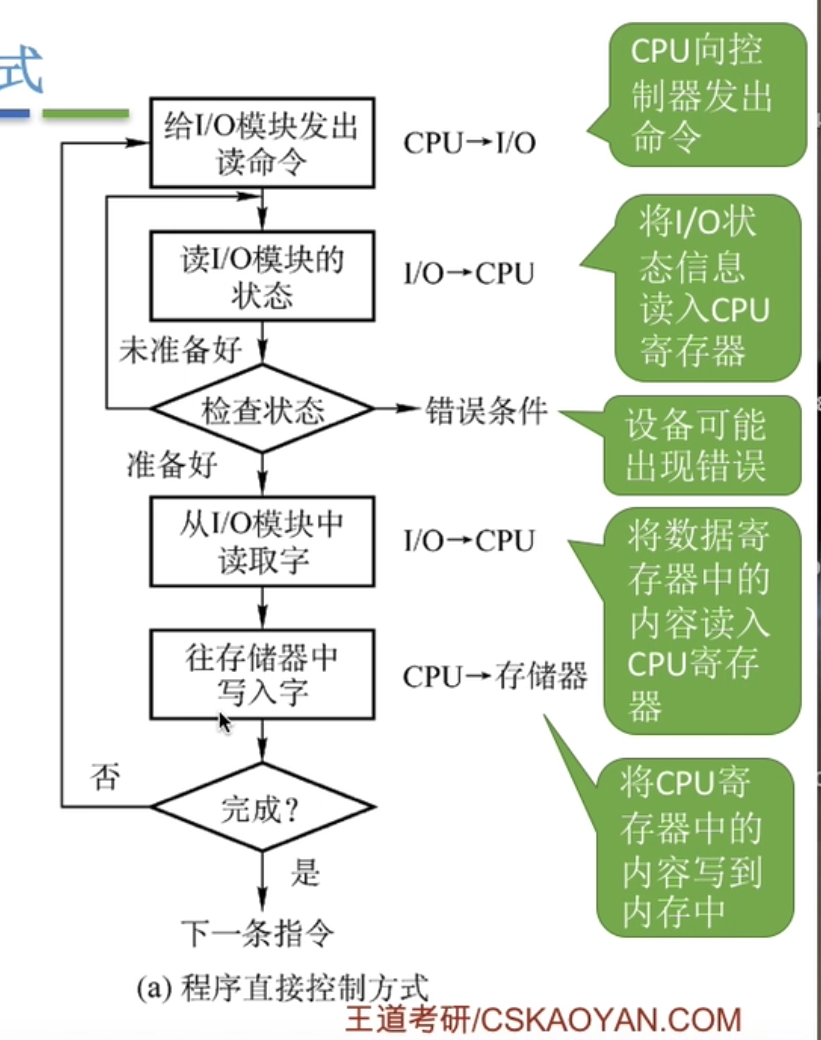 式
给I/O模块发出
读命令
CPU→I/O
CPU向控
制器发出
命令
读I/O模块的
状态
I/O→CPU
将I/O状
态信息
读入CPU
寄存器
未准备好
检查状态
错误条件
设备可能
出现错误
准备好
从I/O模块中
读取字
I/O→CPU
将数据寄
存器中的
内容读入
CPU寄存
器
往存储器中
写入字
CPU→存储器
将CPU寄
存器中的
内容写到
内存中
否
完成？
是
下一条指令
(a) 程序直接控制方式
王道考研/CSKAOYAN.COM